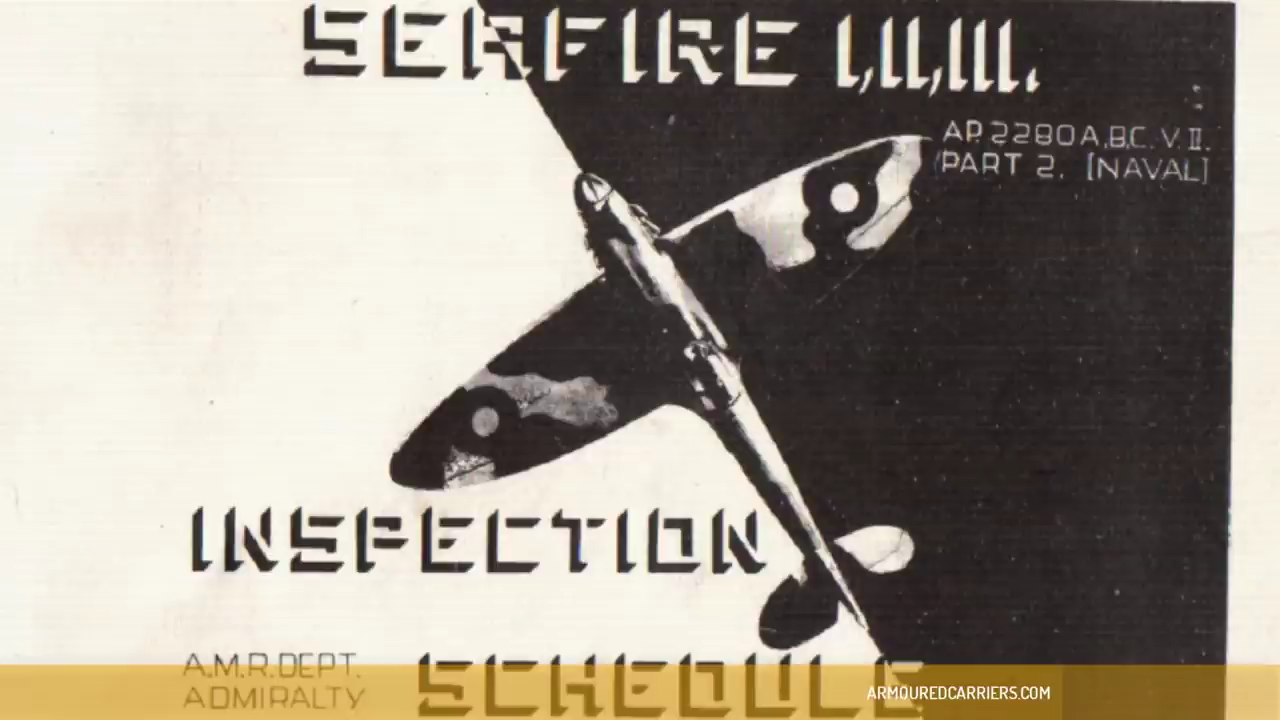 SEAFIRE I,II,III.
A.P. 2280 A,B,C. V. II.
PART 2. [NAVAL]
INSPECTION
A.M.R. DEPT.
ADMIRALTY
SCHEDULE
ARMOUREDCARRIERS.COM